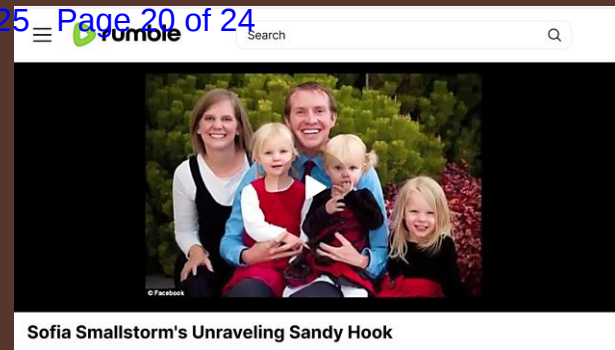 25 Page 20 of 24
rumble
Search
© Facebook
Sofia Smallstorm's Unraveling Sandy Hook